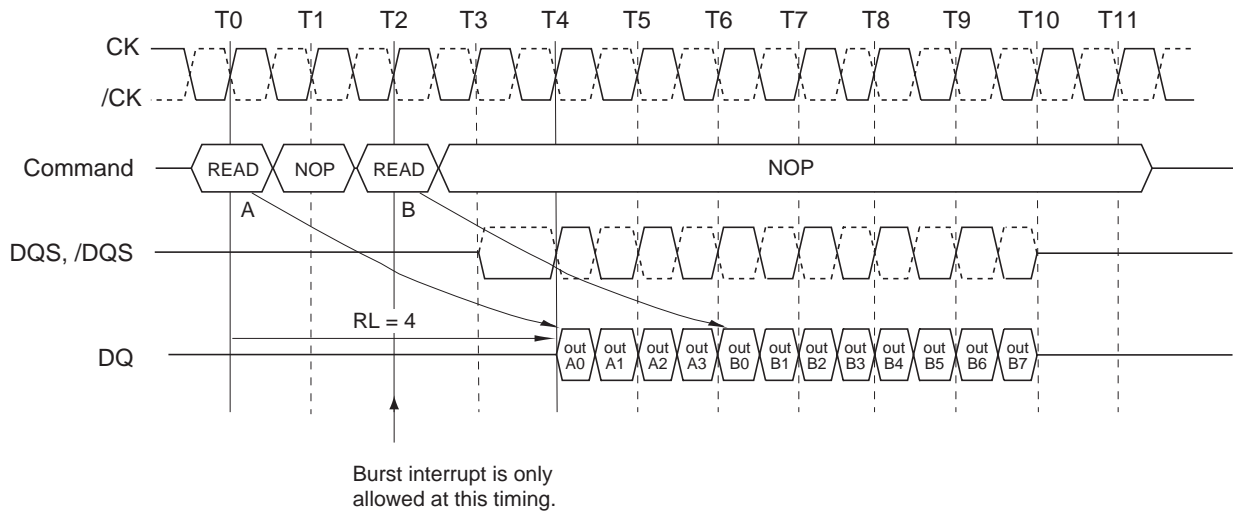 T0 T1 T2 T3 T4 T5 T6 T7 T8 T9 T10 T11
CK
/CK
Command READ NOP READ NOP
A B
DQS, /DQS
RL = 4
DQ
out out out out out out out out out out out out
A0 A1 A2 A3 B0 B1 B2 B3 B4 B5 B6 B7
Burst interrupt is only
allowed at this timing.